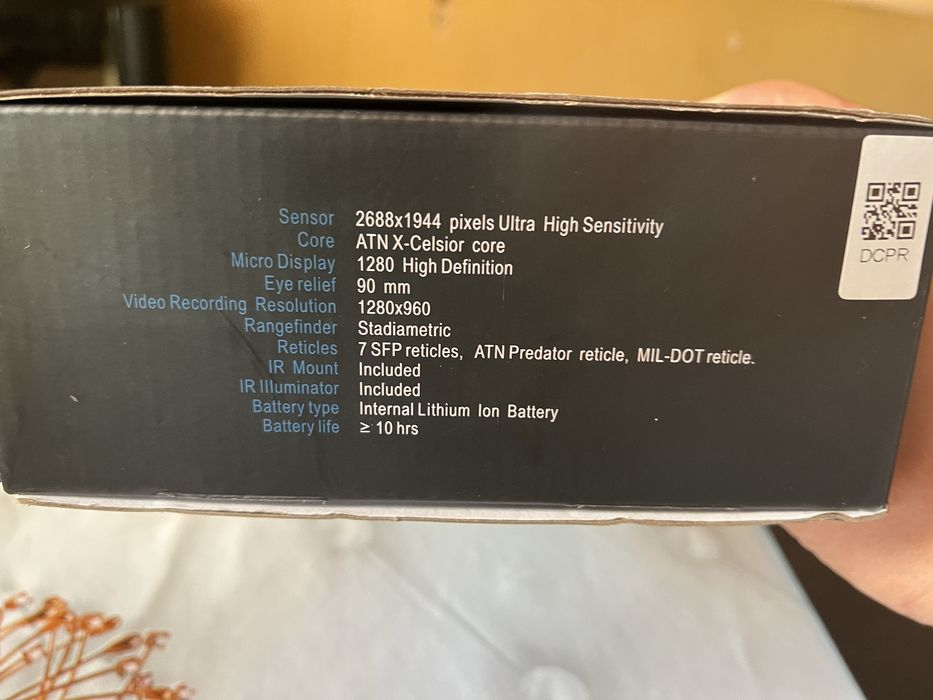 Sensor 2688x1944 pixels Ultra High Sensitivity
Core ATN X-Celsior core
Micro Display 1280 High Definition
Eye relief 90 mm
Video Recording Resolution 1280x960
Rangefinder Stadiametric
Reticles 7 SFP reticles, ATN Predator reticle, MIL-DOT reticle.
IR Mount Included
IR Illuminator Included
Battery type Internal Lithium Ion Battery
Battery life ≥ 10 hrs
DCPR